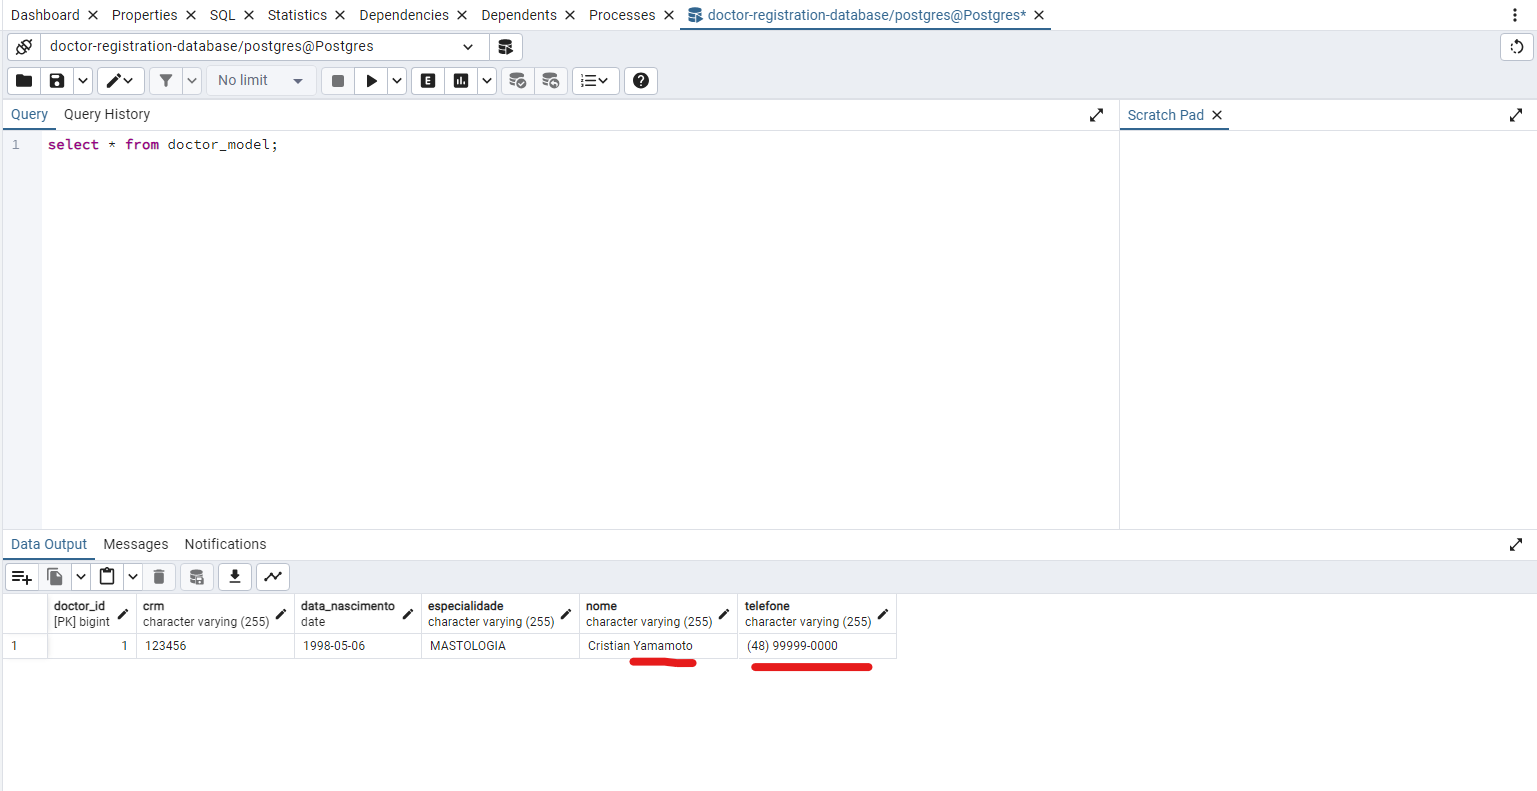 Dashboard Properties SQL Statistics Dependencies Dependents Processes doctor-registration-database/postgres@Postgres*
doctor-registration-database/postgres@Postgres
No limit E
Query Query History Scratch Pad
1 select * from doctor_model;
Data Output Messages Notifications
doctor_id crm data_nascimento especialidade nome telefone
[PK] bigint character varying (255) date character varying (255) character varying (255) character varying (255)
1 1 123456 1998-05-06 MASTOLOGIA Cristian Yamamoto (48) 99999-0000